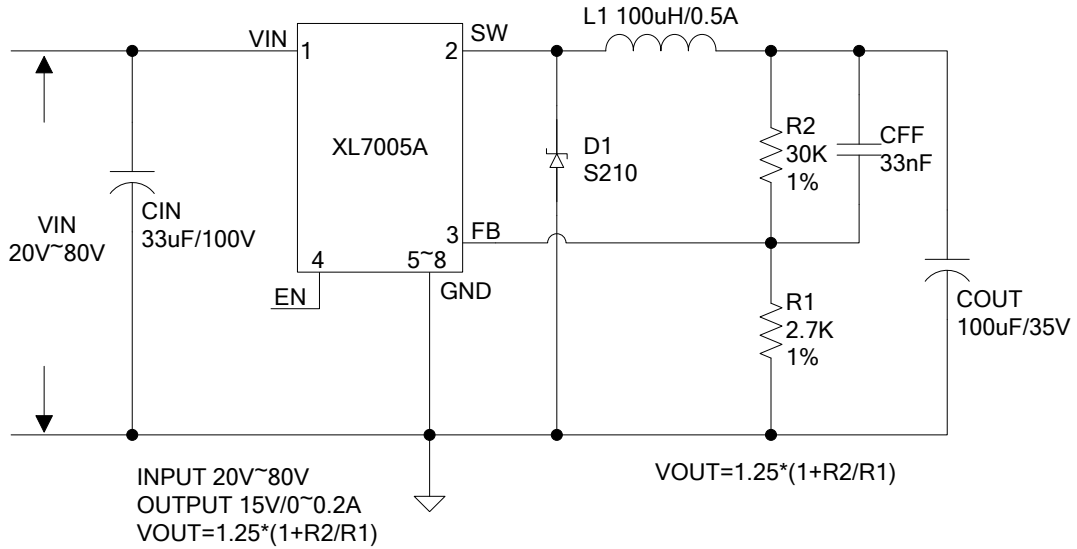 L1 100uH/0.5A
VIN
1
2
SW
XL7005A
D1
S210
R2
30K
1%
CFF
33nF
VIN
20V~80V
CIN
33uF/100V
3
FB
4
5~8
EN
GND
R1
2.7K
1%
COUT
100uF/35V
INPUT 20V~80V
OUTPUT 15V/0~0.2A
VOUT=1.25*(1+R2/R1)
VOUT=1.25*(1+R2/R1)